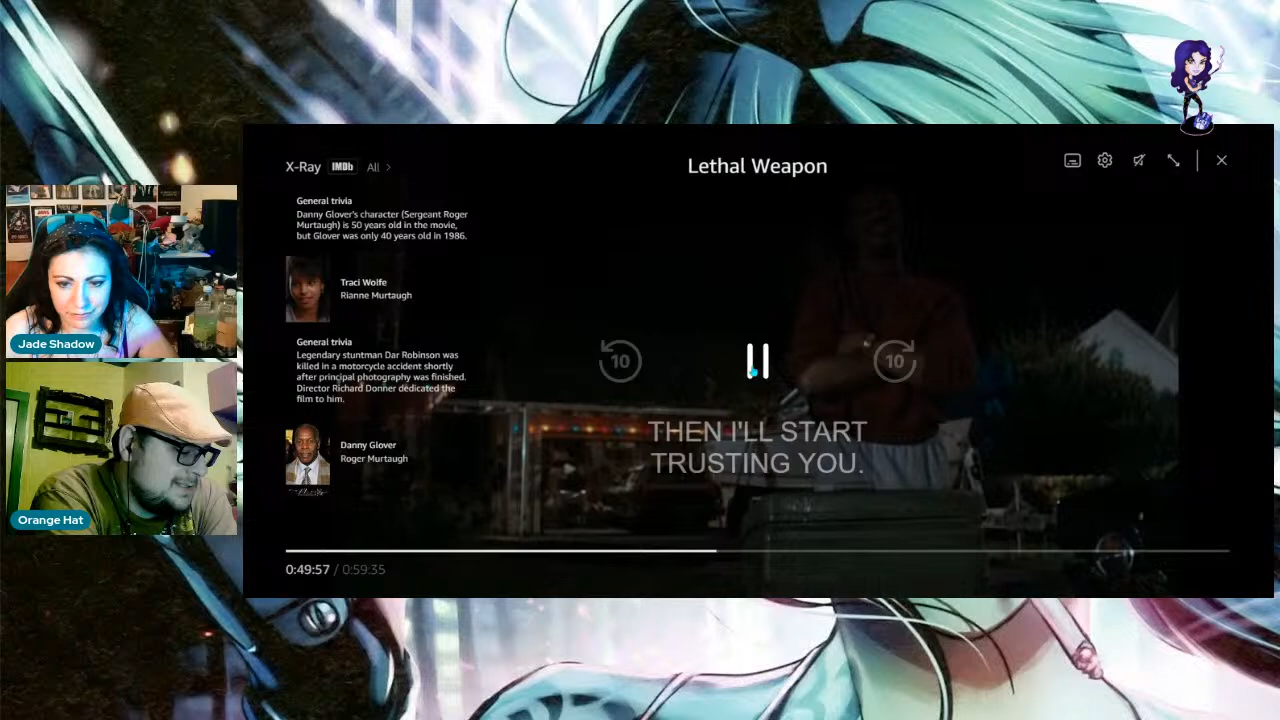 X-Ray IMDb All >
Lethal Weapon
General trivia
Danny Glover's character (Sergeant Roger
Murtaugh) is 50 years old in the movie,
but Glover was only 40 years old in 1986.
Traci Wolfe
Rianne Murtaugh
General trivia
Legendary stuntman Dar Robinson was
killed in a motorcycle accident shortly
after principal photography was finished.
Director Richard Donner dedicated the
film to him.
Danny Glover
Roger Murtaugh
10
10
THEN I'LL START
TRUSTING YOU.
0:49:57 / 0:59:35
Jade Shadow
Orange Hat